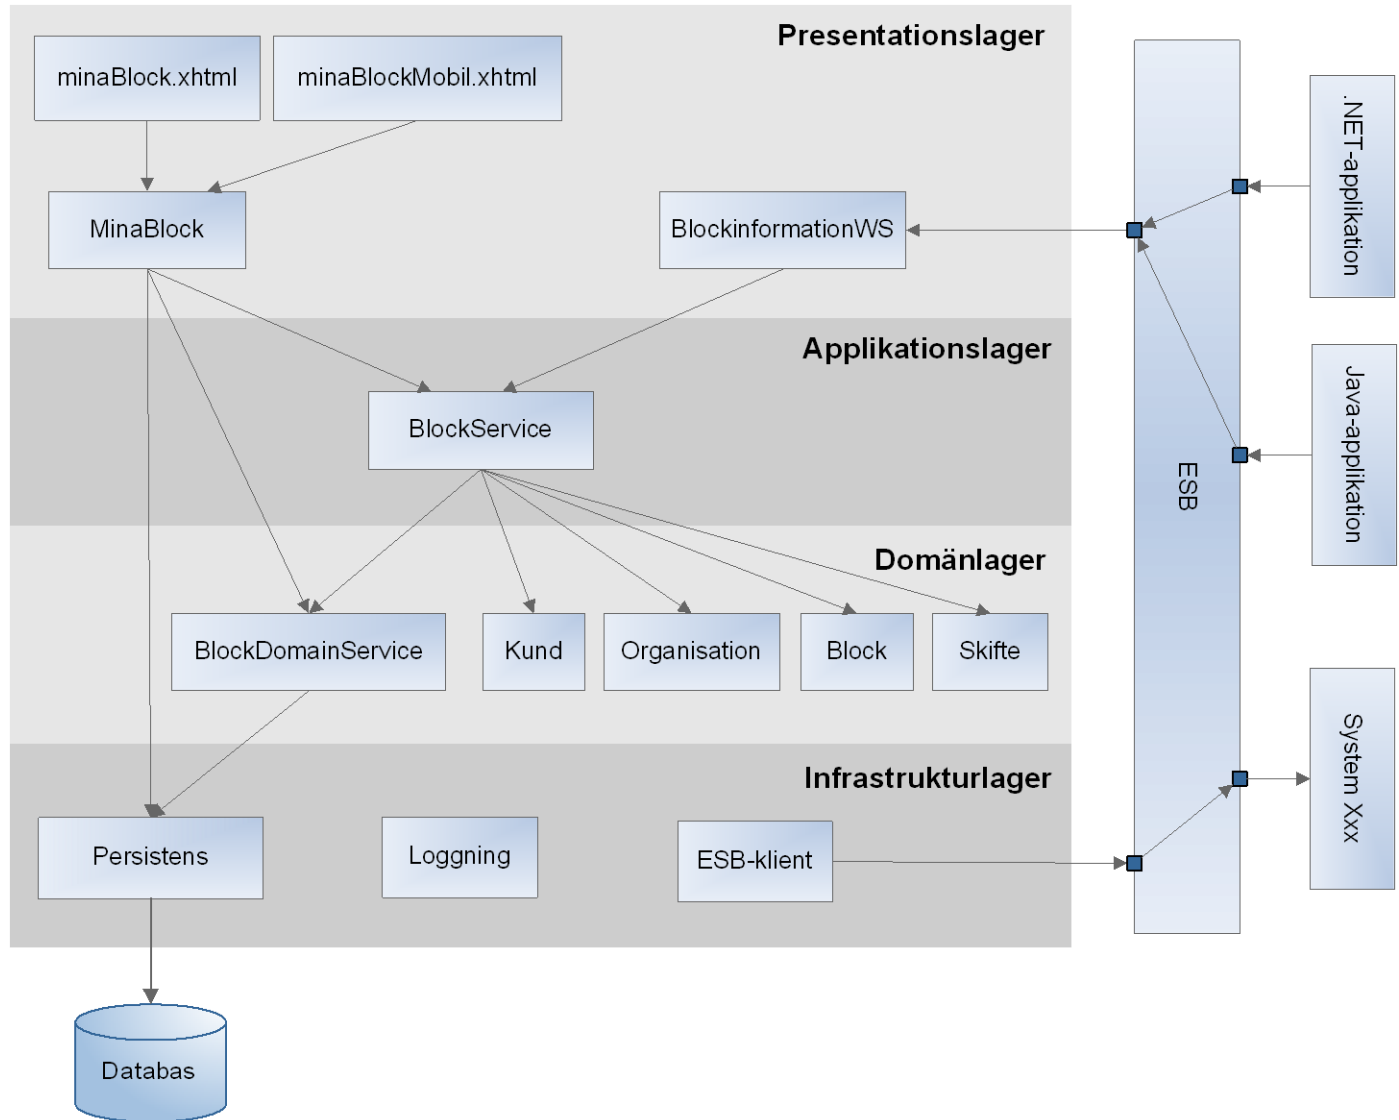 Presentationslager
minaBlock.xhtml
minaBlockMobil.xhtml
MinaBlock
BlockinformationWS
Applikationslager
BlockService
Domänlager
BlockDomainService
Kund
Organisation
Block
Skifte
Infrastrukturlager
Persistens
Loggning
ESB-klient
Databas
ESB
.NET-applikation
Java-applikation
System Xxx